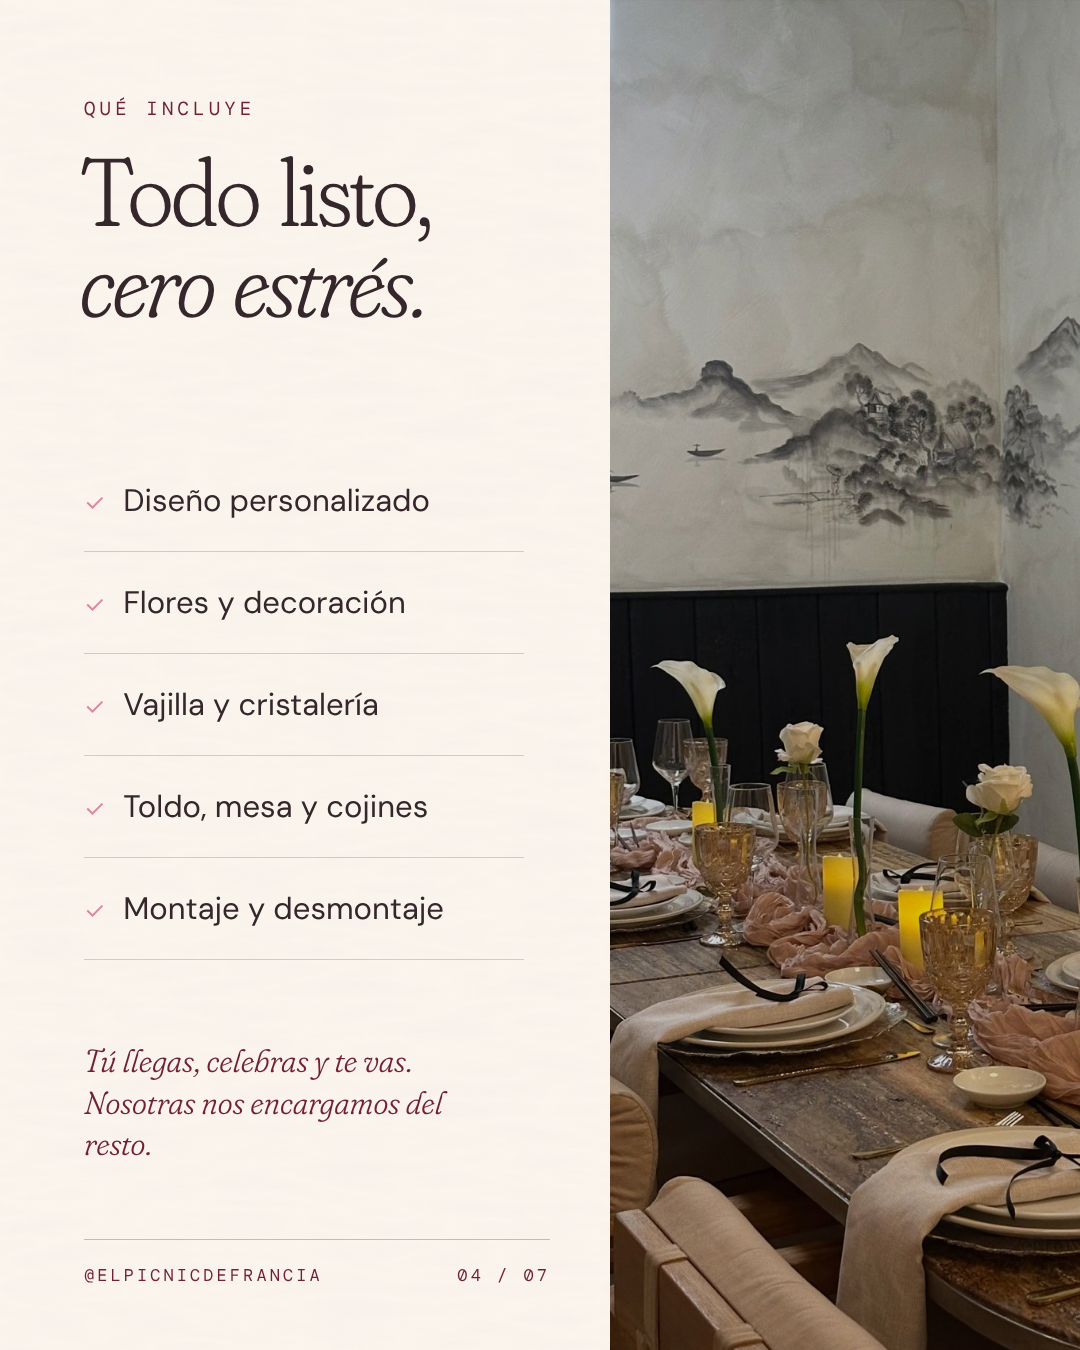 QUÉ INCLUYE
Todo listo,
cero estrés.
Diseño personalizado
Flores y decoración
Vajilla y cristalería
Toldo, mesa y cojines
Montaje y desmontaje
Tú llegas, celebras y te vas.
Nosotras nos encargamos del
resto.
@ELPICNICDEFRANCIA
04 / 07